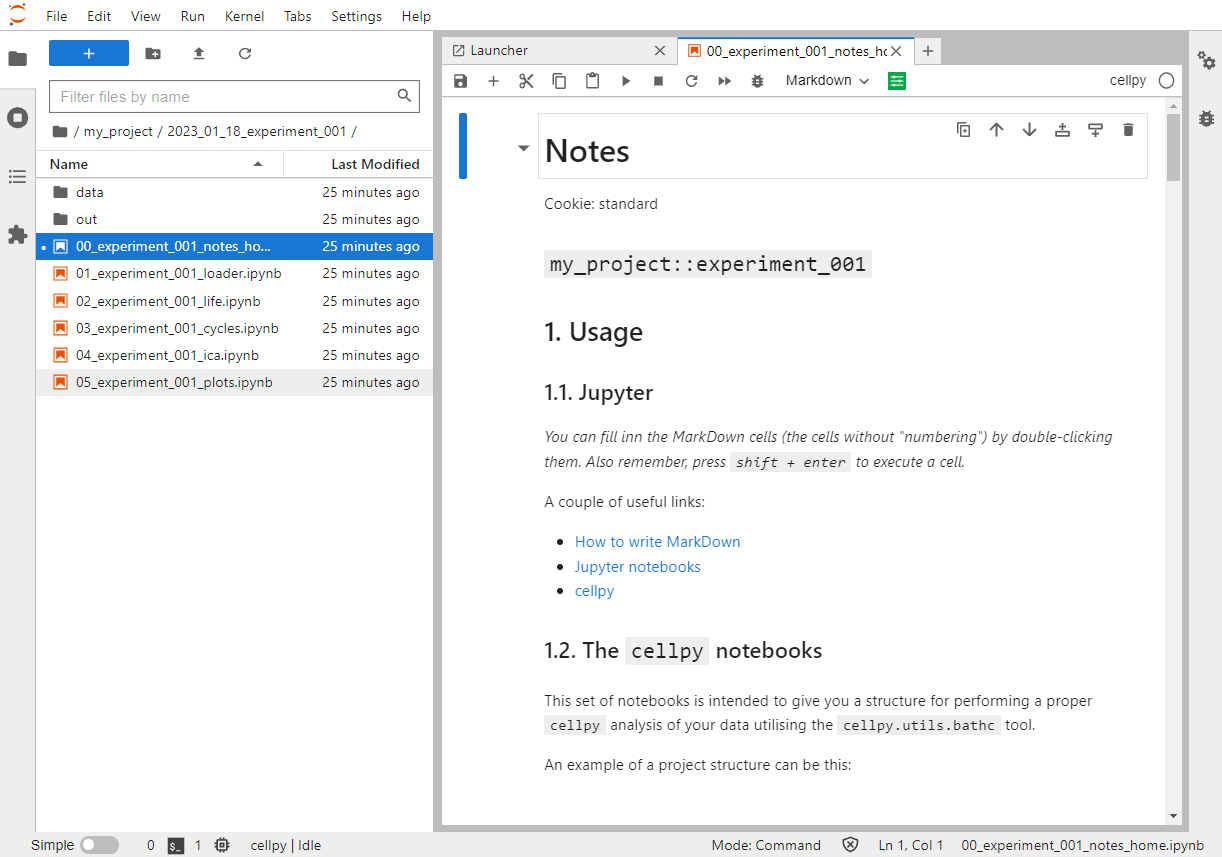 File Edit View Run Kernel Tabs Settings Help
+
Filter files by name
/ my_project / 2023_01_18_experiment_001 /
Name Last Modified
data 25 minutes ago
out 25 minutes ago
00_experiment_001_notes_ho... 25 minutes ago
01_experiment_001_loader.ipynb 25 minutes ago
02_experiment_001_life.ipynb 25 minutes ago
03_experiment_001_cycles.ipynb 25 minutes ago
04_experiment_001_ica.ipynb 25 minutes ago
05_experiment_001_plots.ipynb 25 minutes ago
Launcher 00_experiment_001_notes_ho
Markdown cellpy
Notes
Cookie: standard
my_project::experiment_001
1. Usage
1.1. Jupyter
You can fill inn the MarkDown cells (the cells without "numbering") by double-clicking
them. Also remember, press shift + enter to execute a cell.
A couple of useful links:
• How to write MarkDown
• Jupyter notebooks
• cellpy
1.2. The cellpy notebooks
This set of notebooks is intended to give you a structure for performing a proper
cellpy analysis of your data utilising the cellpy.utils.bathc tool.
An example of a project structure can be this:
Simple 0 $_ 1 cellpy | Idle Mode: Command Ln 1, Col 1 00_experiment_001_notes_home.ipynb